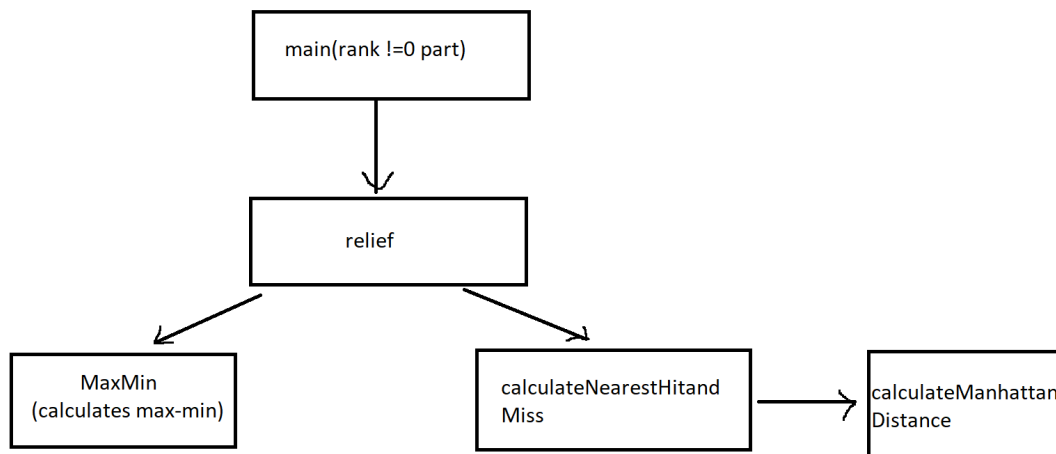 main(rank !=0 part)
relief
MaxMin
(calculates max-min)
calculateNearestHitand
Miss
calculateManhattan
Distance